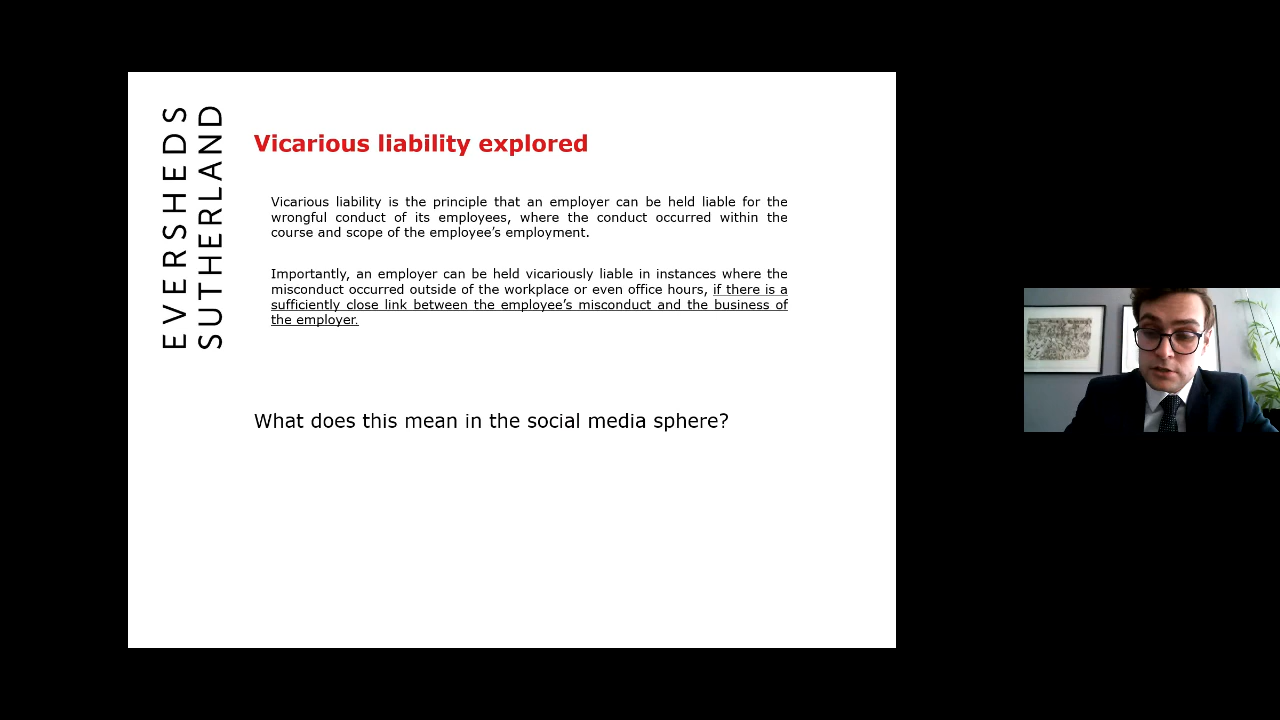 EVERSHEDS
SUTHERLAND
Vicarious liability explored
Vicarious liability is the principle that an employer can be held liable for the
wrongful conduct of its employees, where the conduct occurred within the
course and scope of the employee’s employment.
Importantly, an employer can be held vicariously liable in instances where the
misconduct occurred outside of the workplace or even office hours, if there is a
sufficiently close link between the employee’s misconduct and the business of
the employer.
What does this mean in the social media sphere?